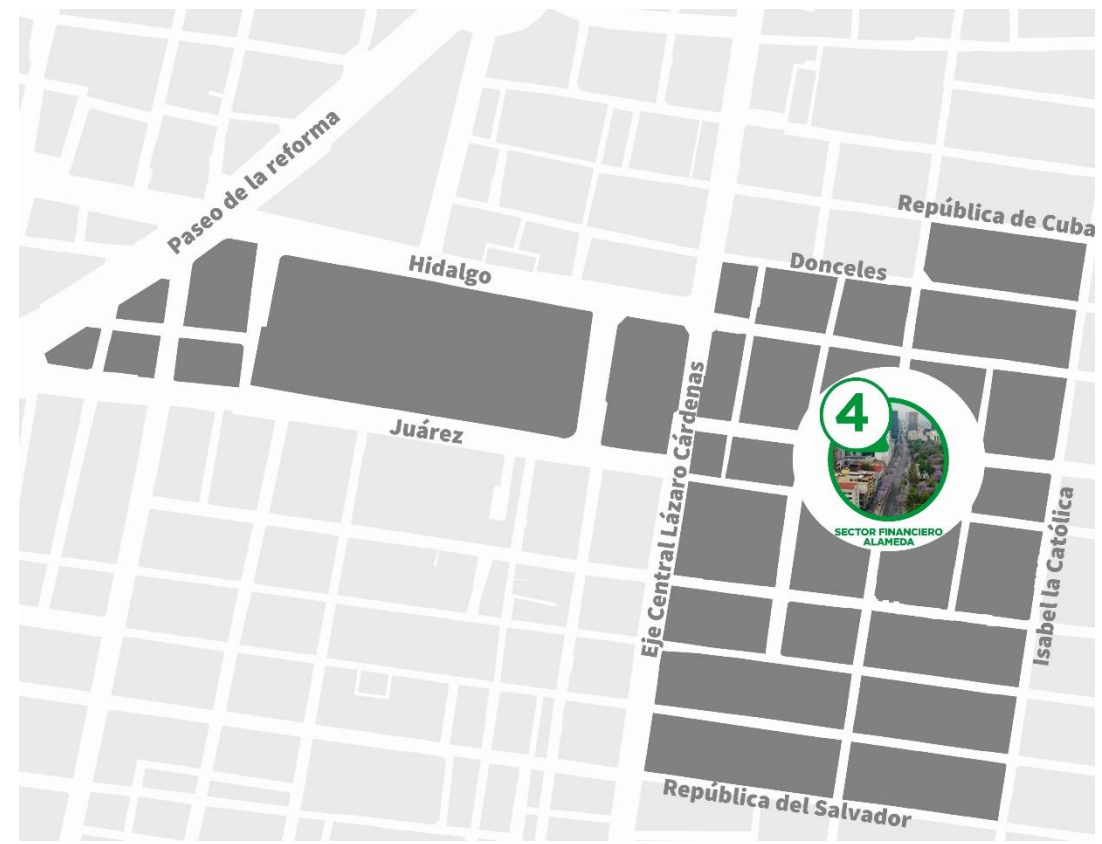 Paseo de la reforma
República de Cuba
Hidalgo
Donceles
Juárez
Eje Central Lázaro Cárdenas
4
SECTOR FINANCIERO
ALAMEDA
Isabel la Católica
República del Salvador